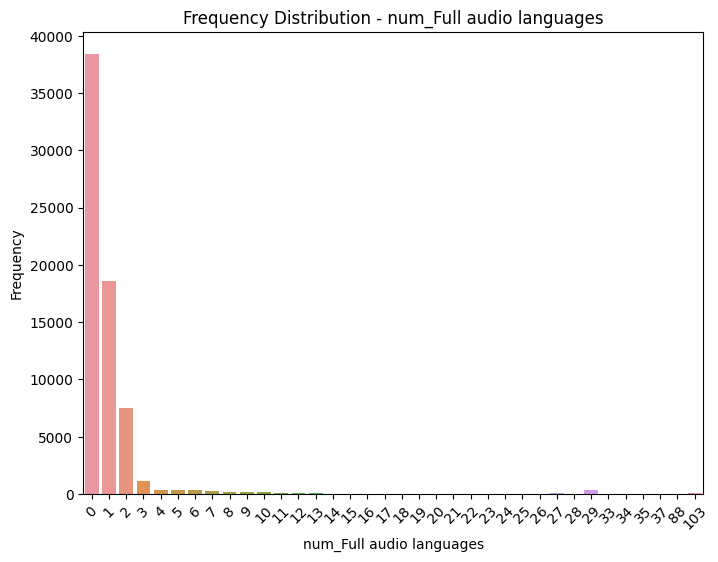 Frequency Distribution - num_Full audio languages
40000
35000
30000
25000
20000
15000
10000
5000
0
Frequency
0 1 2 3 4 5 6 7 8 9 10 11 12 13 14 15 16 17 18 19 20 21 22 23 24 25 26 27 28 29 33 34 35 37 88 103
num_Full audio languages